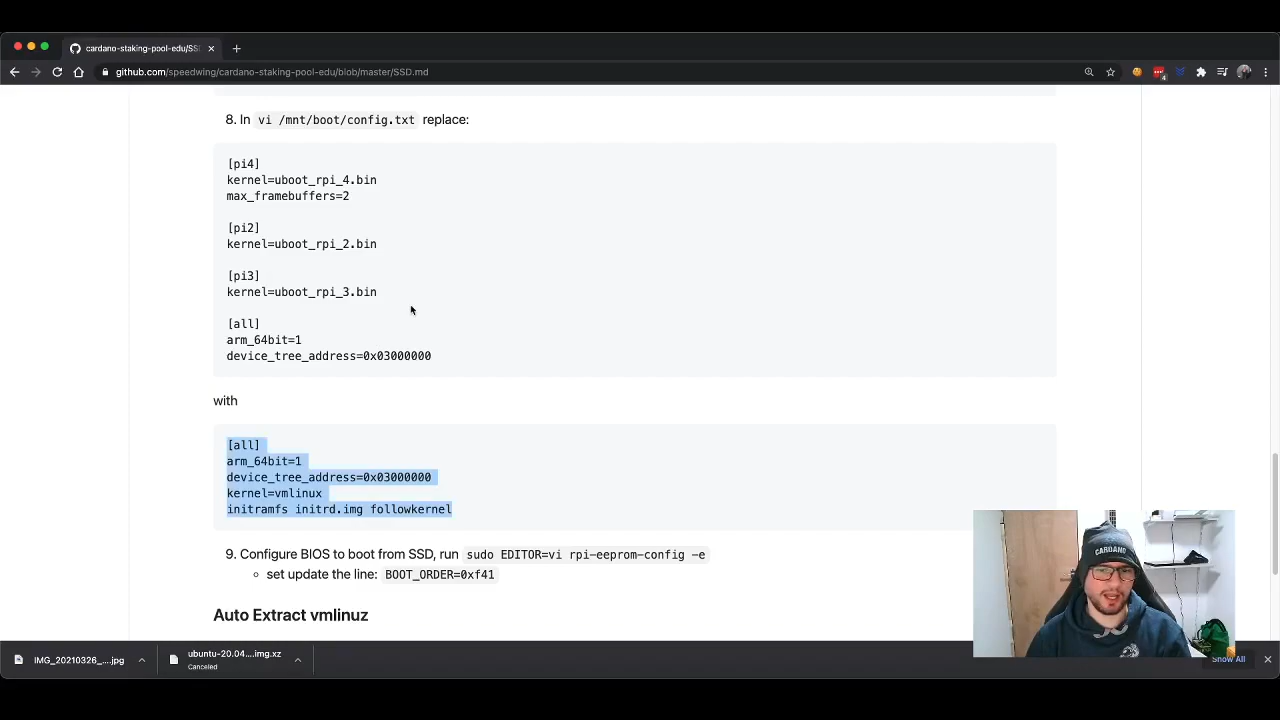 cardano-staking-pool-edu/SS
github.com/speedwing/cardano-staking-pool-edu/blob/master/SSD.md
4
8. In vi /mnt/boot/config.txt replace:
[pi4]
kernel=uboot_rpi_4.bin
max_framebuffers=2
[pi2]
kernel=uboot_rpi_2.bin
[pi3]
kernel=uboot_rpi_3.bin
[all]
arm_64bit=1
device_tree_address=0x03000000
with
[all]
arm_64bit=1
device_tree_address=0x03000000
kernel=vmlinux
initramfs initrd.img followkernel
9. Configure BIOS to boot from SSD, run sudo EDITOR=vi rpi-eeprom-config -e
set update the line: BOOT_ORDER=0xf41
Auto Extract vmlinuz
CARDANO
IMG_20210326_....jpg
ubuntu-20.04....img.xz
Canceled
Show All